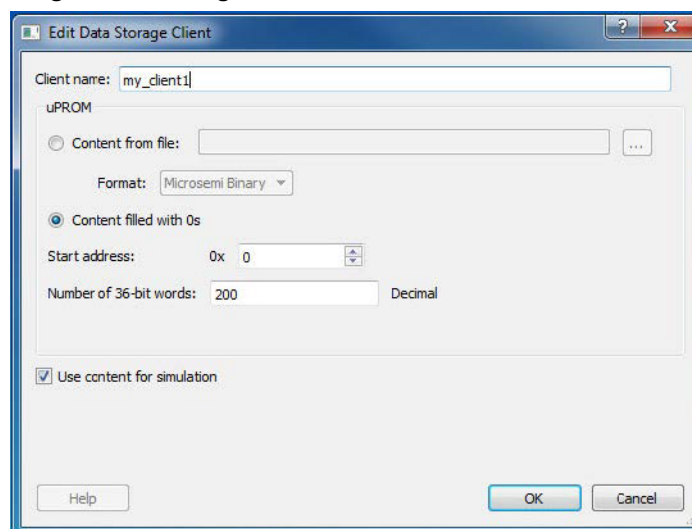 Edit Data Storage Client
? X
Client name: my_client1
uPROM
Content from file: ...
Format: Microsemi Binary
Content filled with 0s
Start address: 0x 0
Number of 36-bit words: 200 Decimal
Use content for simulation
Help OK Cancel